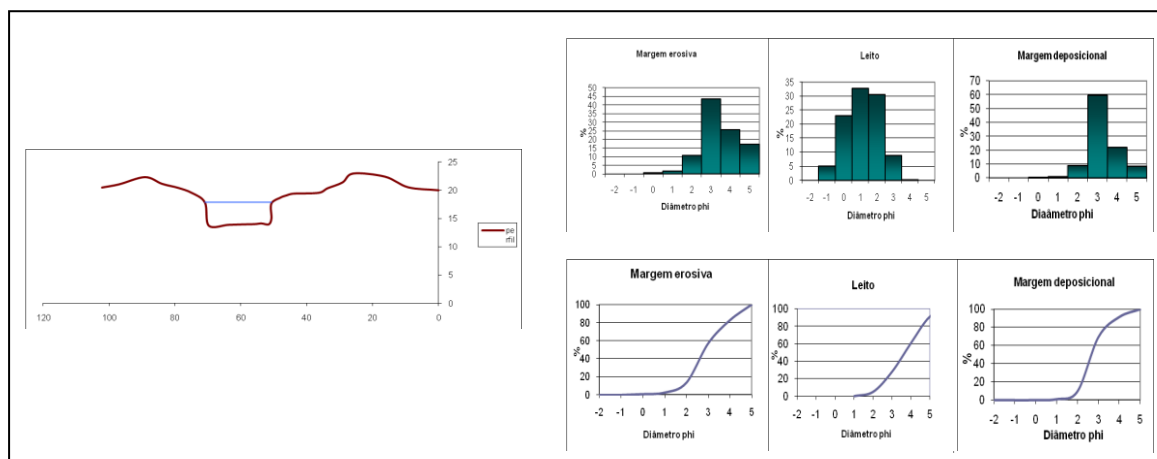 25
20
15
10
5
0
120 100 80 60 40 20 0
pe
rfil
Margem erosiva
50
45
40
35
30
25
20
15
10
5
0
%
-2 -1 0 1 2 3 4 5
Diâmetro phi
Leito
35
30
25
20
15
10
5
0
%
-2 -1 0 1 2 3 4 5
Diâmetro phi
Margem deposicional
70
60
50
40
30
20
10
0
%
-2 -1 0 1 2 3 4 5
Diaâmetro phi
Margem erosiva
100
80
60
40
20
0
%
-2 -1 0 1 2 3 4 5
Diâmetro phi
Leito
100
80
60
40
20
0
%
-2 -1 0 1 2 3 4 5
Diâmetro phi
Margem deposicional
100
80
60
40
20
0
%
-2 -1 0 1 2 3 4 5
Diâmetro phi